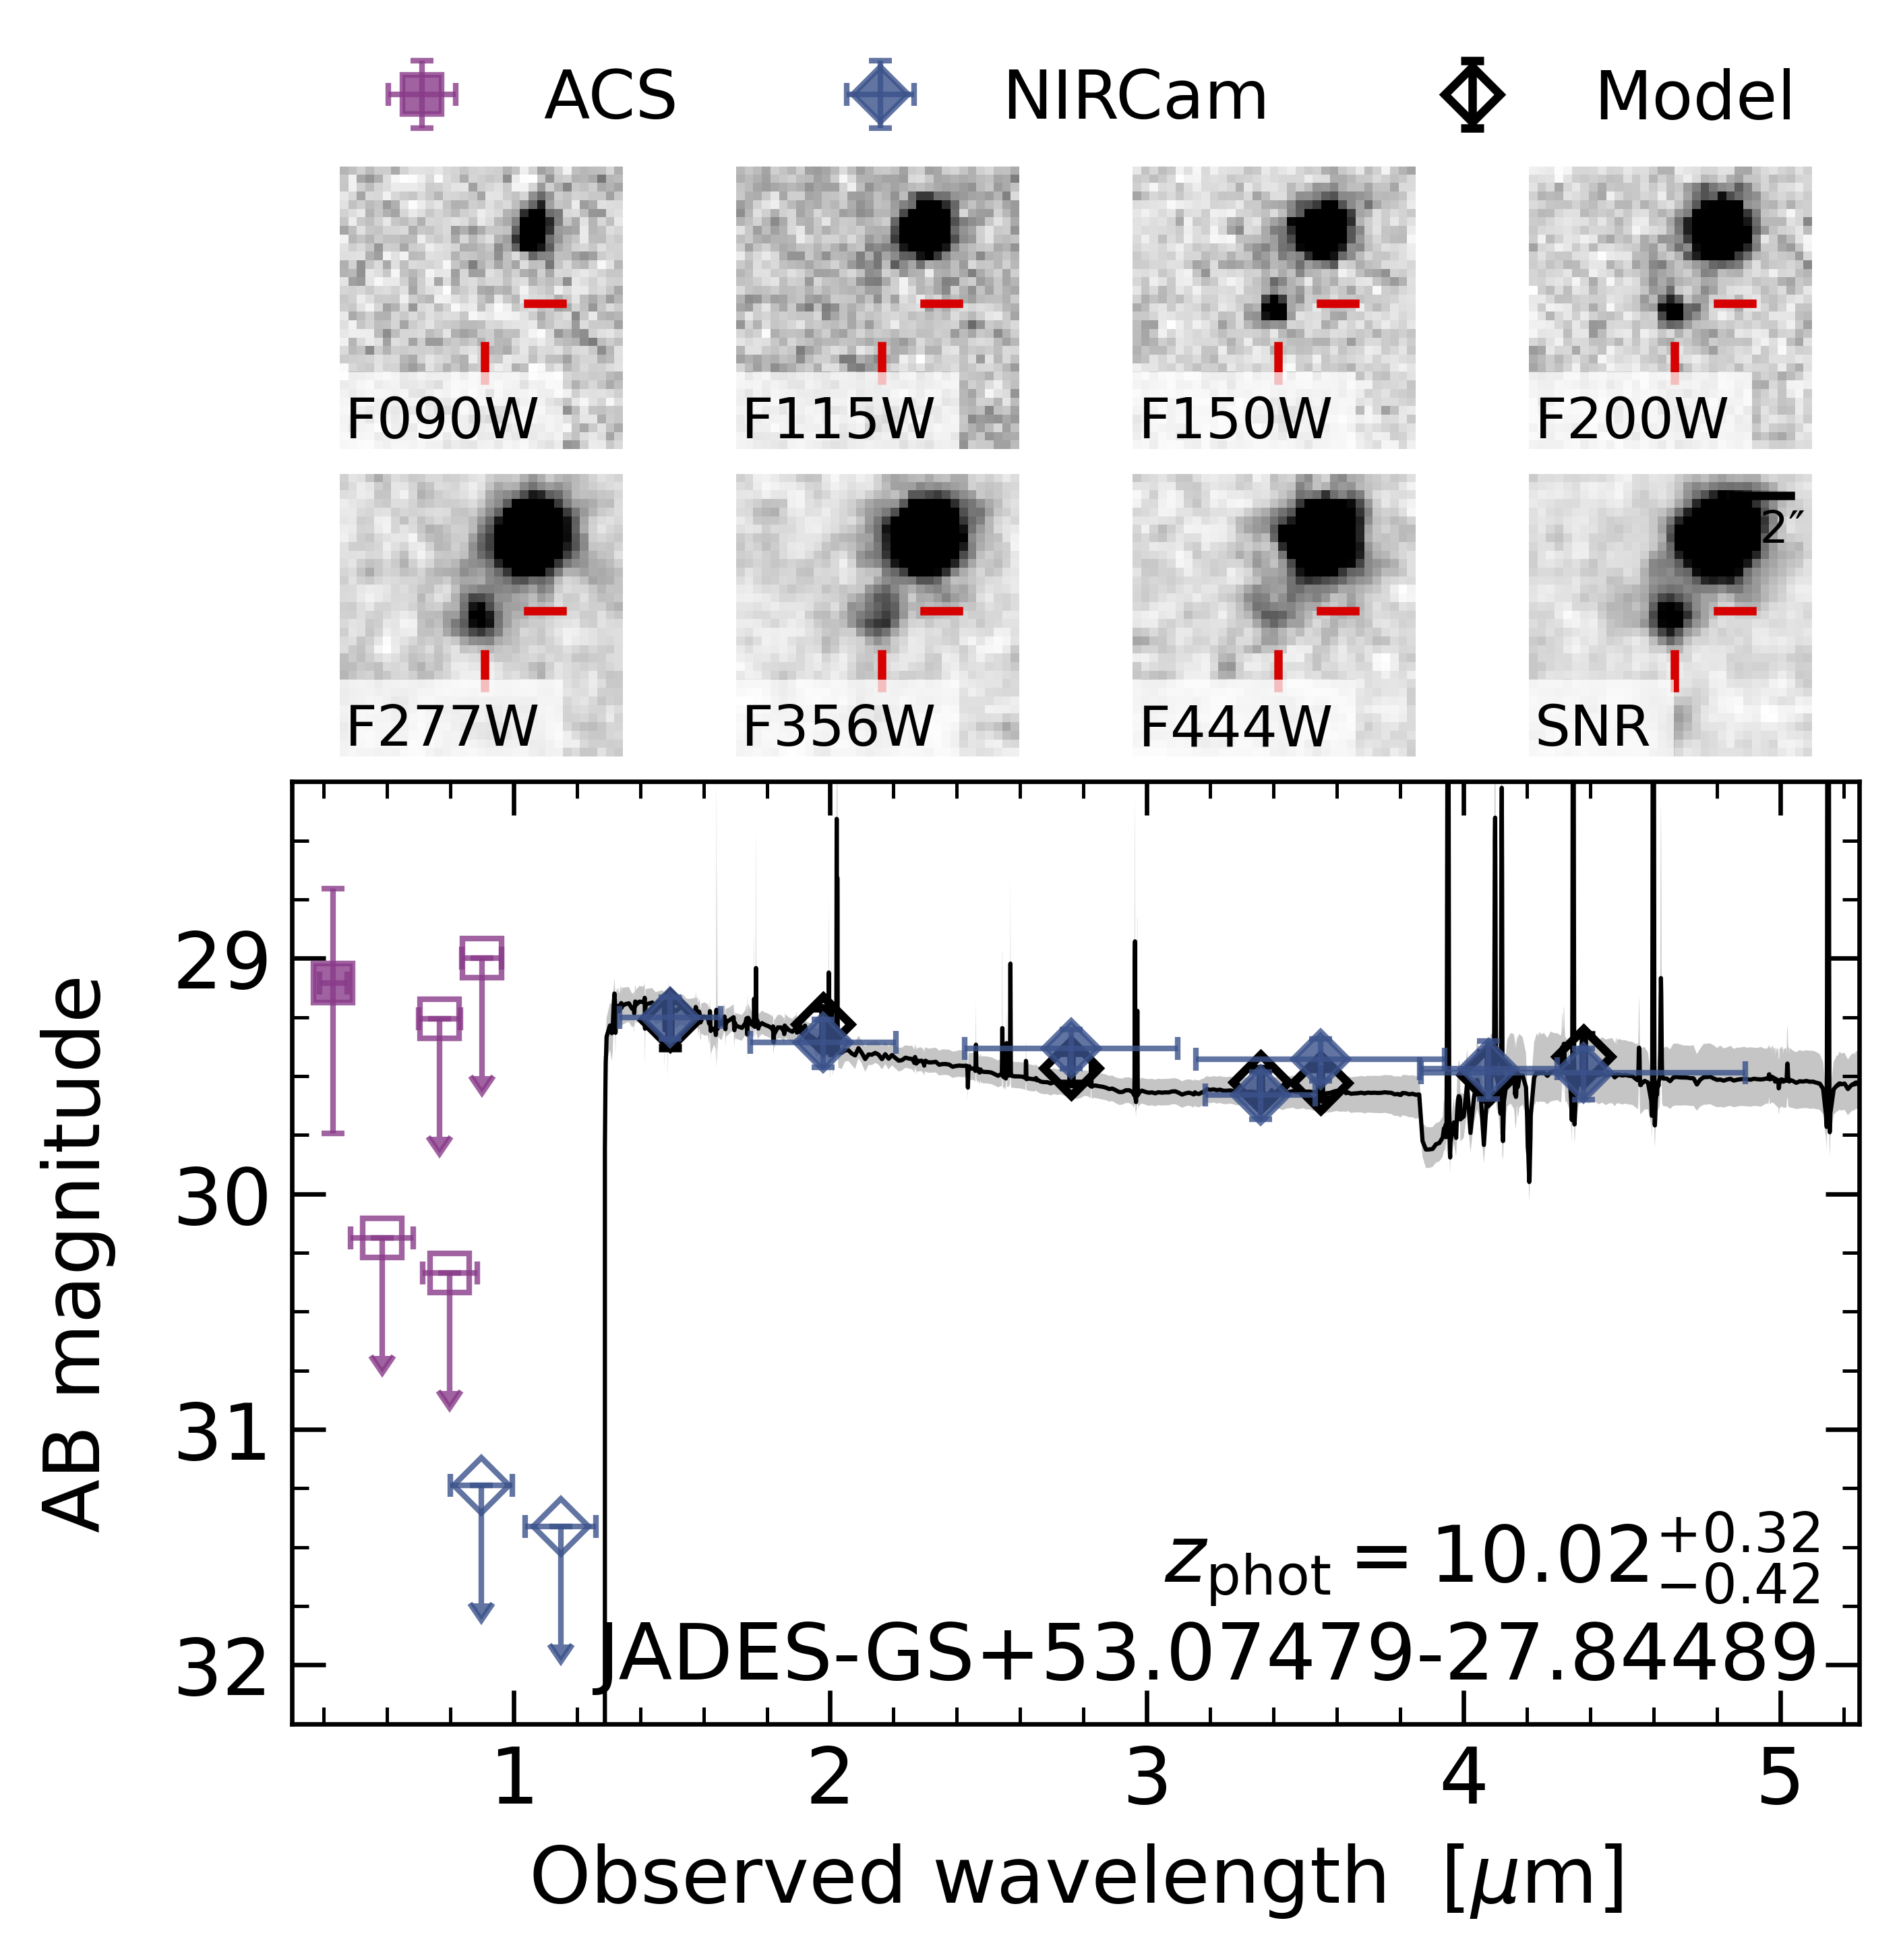 ACS NIRCam Model
F090W F115W F150W F200W
2″
F277W F356W F444W SNR
29
30
31
32
AB magnitude
z_phot = 10.02^{+0.32}_{−0.42}
JADES-GS+53.07479-27.84489
1 2 3 4 5
Observed wavelength [μm]